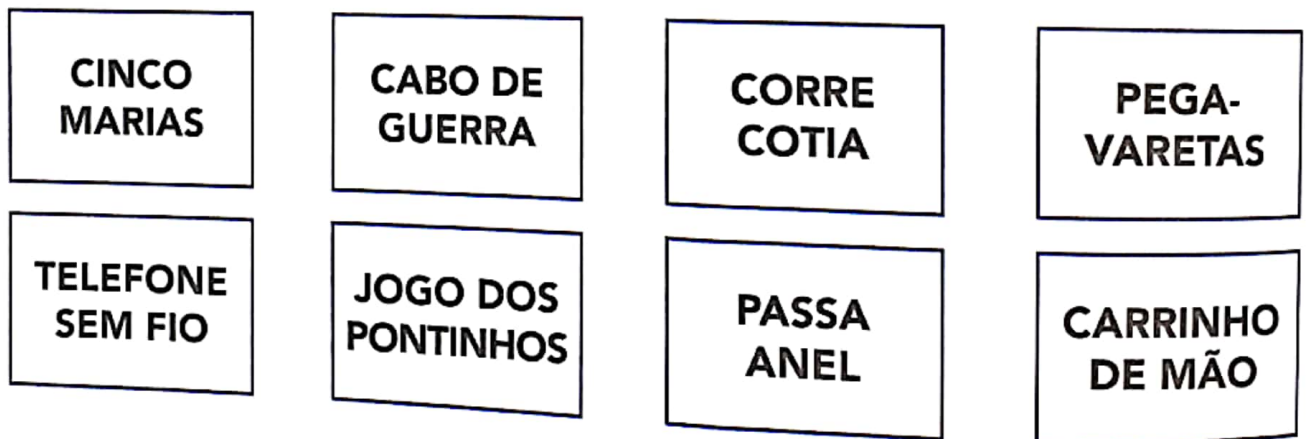 CINCO
MARIAS
CABO DE
GUERRA
CORRE
COTIA
PEGA-
VARETAS
TELEFONE
SEM FIO
JOGO DOS
PONTINHOS
PASSA
ANEL
CARRINHO
DE MÃO